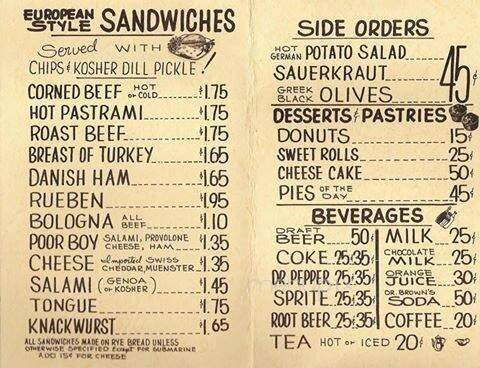 EUROPEAN STYLE SANDWICHES
Served WITH
CHIPS & KOSHER DILL PICKLE!
CORNED BEEF HOT OR COLD $1.75
HOT PASTRAMI $1.75
ROAST BEEF $1.75
BREAST OF TURKEY $1.65
DANISH HAM $1.65
RUEBEN $1.95
BOLOGNA ALL BEEF $1.10
POOR BOY SALAMI, PROVOLONE CHEESE, HAM $1.35
CHEESE Imported SWISS CHEDDAR, MUENSTER $1.35
SALAMI (GENOA OR KOSHER) $1.45
TONGUE $1.75
KNACKWURST $1.65
ALL SANDWICHES MADE ON RYE BREAD UNLESS
OTHERWISE SPECIFIED Except FOR SUBMARINE
ADD 15¢ FOR CHEESE
SIDE ORDERS
HOT GERMAN POTATO SALAD
SAUERKRAUT 45¢
GREEK BLACK OLIVES
DESSERTS & PASTRIES
DONUTS 15¢
SWEET ROLLS 25¢
CHEESE CAKE 50¢
PIES OF THE DAY 45¢
BEVERAGES
DRAFT BEER 50¢
COKE 25¢ 35¢
DR. PEPPER 25¢ 35¢
SPRITE 25¢ 35¢
ROOT BEER 25¢ 35¢
MILK 25¢
CHOCOLATE MILK 25¢
ORANGE JUICE 30¢
DR. BROWN'S SODA 50¢
COFFEE 20¢
TEA HOT OR ICED 20¢